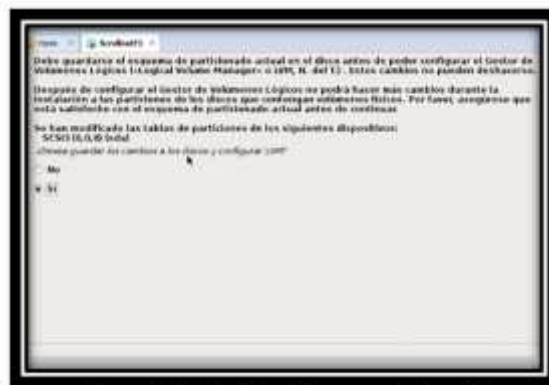 Debe guardarse el esquema de particionado actual en el disco antes de poder configurar el Gestor de
Volúmenes Lógicos («Logical Volume Manager» o LVM, N. del T.) . Estos cambios no pueden deshacerse.
Después de configurar el Gestor de Volúmenes Lógicos no podrá hacer más cambios durante la
instalación a las particiones de los discos que contengan volúmenes físicos. Por favor, asegúrese que
está satisfecho con el esquema de particionado actual antes de continuar.
Se han modificado las tablas de particiones de los siguientes dispositivos:
SCSI3 (0,0,0) (sda)
¿Desea guardar los cambios a los discos y configurar LVM?
No
Sí